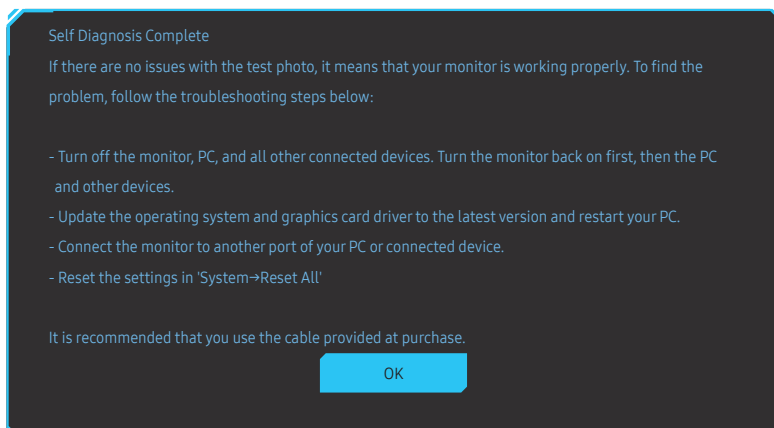 Self Diagnosis Complete
If there are no issues with the test photo, it means that your monitor is working properly. To find the
problem, follow the troubleshooting steps below:
- Turn off the monitor, PC, and all other connected devices. Turn the monitor back on first, then the PC
and other devices.
- Update the operating system and graphics card driver to the latest version and restart your PC.
- Connect the monitor to another port of your PC or connected device.
- Reset the settings in 'System→Reset All'
It is recommended that you use the cable provided at purchase.
OK